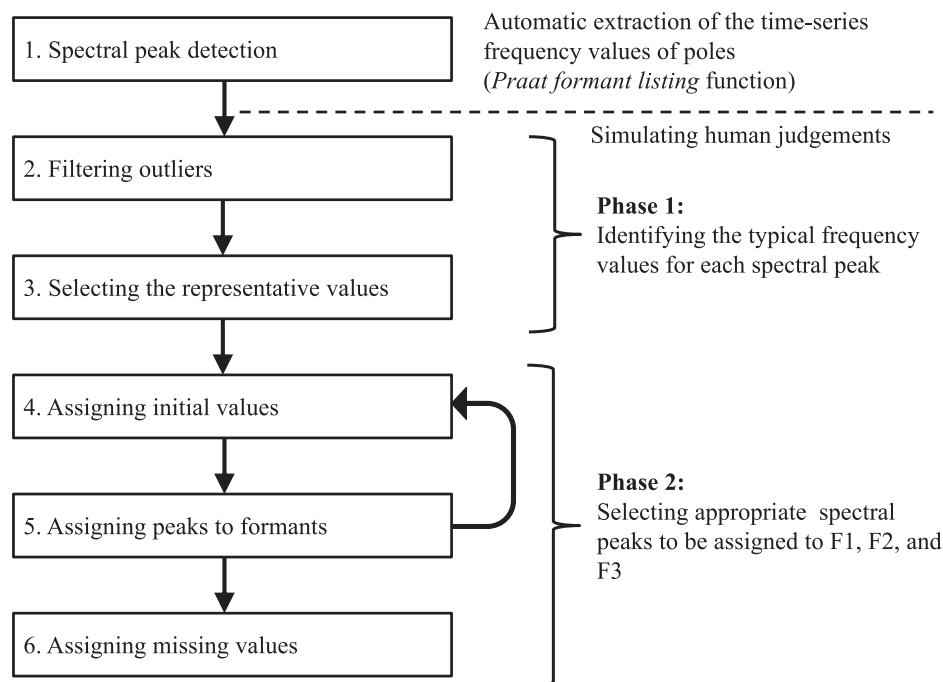 1. Spectral peak detection
Automatic extraction of the time-series
frequency values of poles
(Praat formant listing function)
Simulating human judgements
2. Filtering outliers
Phase 1:
Identifying the typical frequency
values for each spectral peak
3. Selecting the representative values
4. Assigning initial values
5. Assigning peaks to formants
Phase 2:
Selecting appropriate spectral
peaks to be assigned to F1, F2, and
F3
6. Assigning missing values